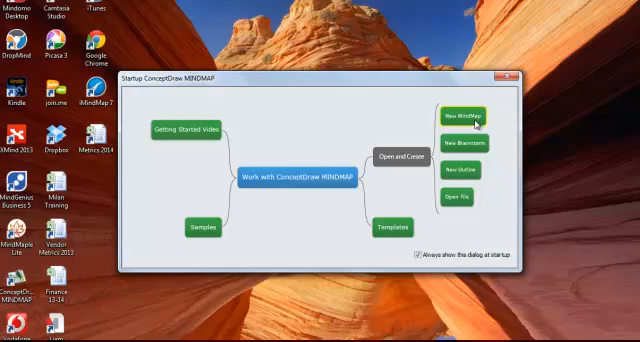 Mindomo
Desktop
Camtasia
Studio
iTunes
DropMind
Picasa 3
Google
Chrome
Kindle
join.me
iMindMap 7
XMind 2013
Dropbox
Metrics 2014
MindGenius
Business 5
Milan
Training
MindMaple
Lite
Vendor
Metrics 2013
ConceptDr...
MINDMAP
Finance
13-14
Vodafone
Liam
Startup ConceptDraw MINDMAP
Getting Started Video
Samples
Work with ConceptDraw MINDMAP
Open and Create
New MindMap
New Brainstorm
New Outline
Open file
Templates
Always show this dialog at startup